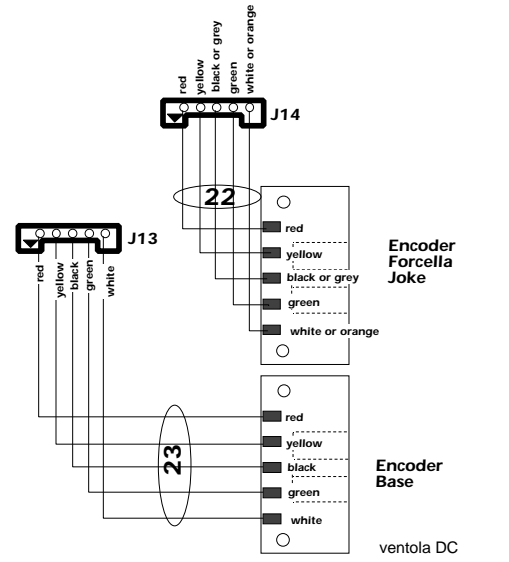 red
yellow
black or grey
green
white or orange
J14
22
red
yellow
black or grey
green
white or orange
Encoder
Forcella
Joke
J13
red
yellow
black
green
white
23
red
yellow
black
green
white
Encoder
Base
ventola DC